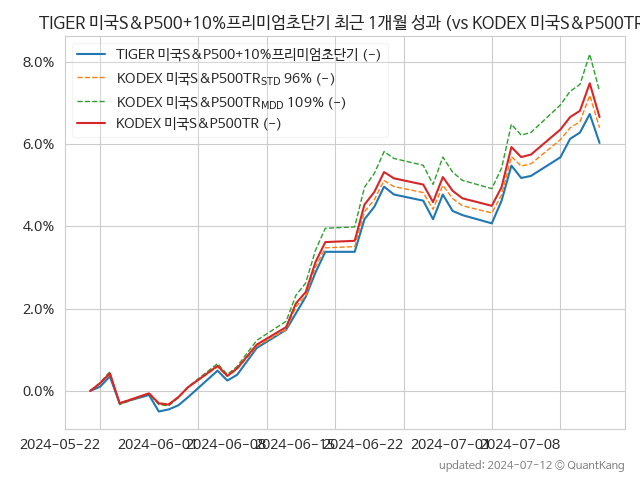 TIGER 미국S&P500+10%프리미엄초단기 최근 1개월 성과 (vs KODEX 미국S&P500TR
TIGER 미국S&P500+10%프리미엄초단기 (-)
KODEX 미국S&P500TRSTD 96% (-)
KODEX 미국S&P500TRMDD 109% (-)
KODEX 미국S&P500TR (-)
8.0%
6.0%
4.0%
2.0%
0.0%
2024-05-22 2024-06-01 2024-06-08 2024-06-15 2024-06-22 2024-07-01 2024-07-08
updated: 2024-07-12 © QuantKang